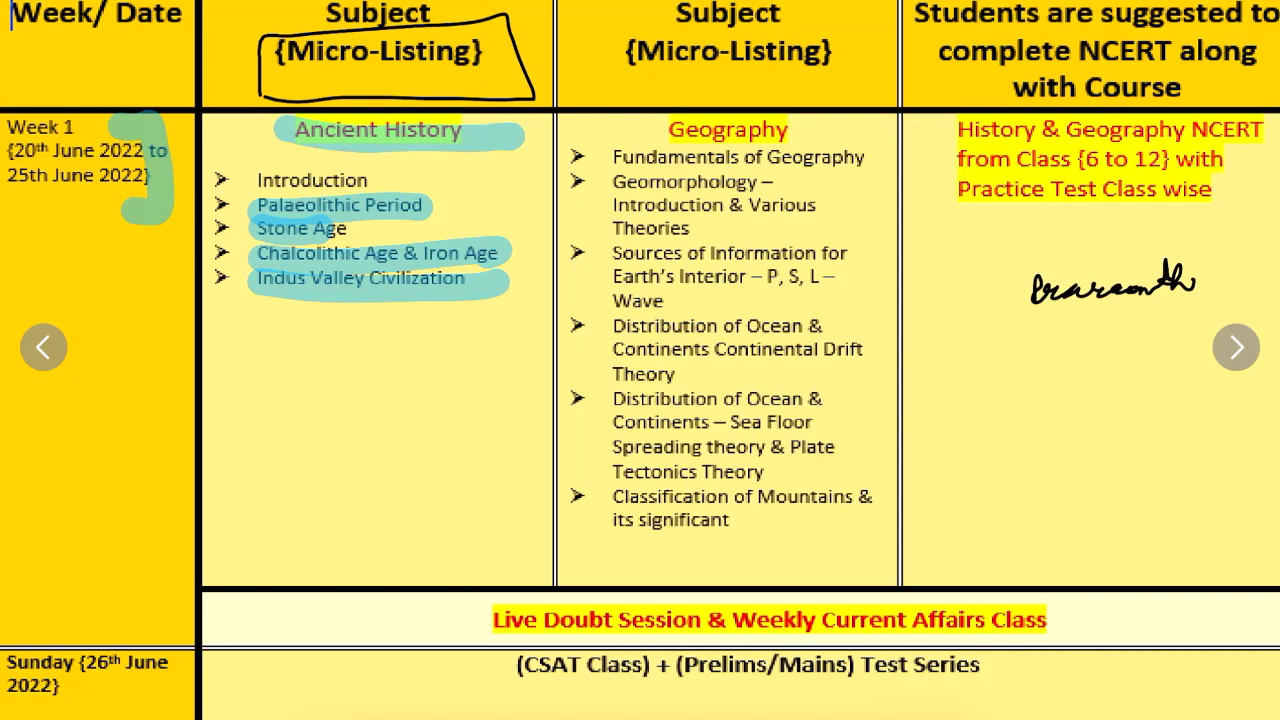 Week/ Date
Subject
{Micro-Listing}
Subject
{Micro-Listing}
Students are suggested to
complete NCERT along
with Course
Week 1
{20th June 2022 to
25th June 2022}
Ancient History
➢ Introduction
➢ Palaeolithic Period
➢ Stone Age
➢ Chalcolithic Age & Iron Age
➢ Indus Valley Civilization
Geography
➢ Fundamentals of Geography
➢ Geomorphology –
Introduction & Various
Theories
➢ Sources of Information for
Earth's Interior – P, S, L –
Wave
➢ Distribution of Ocean &
Continents Continental Drift
Theory
➢ Distribution of Ocean &
Continents – Sea Floor
Spreading theory & Plate
Tectonics Theory
➢ Classification of Mountains &
its significant
History & Geography NCERT
from Class {6 to 12} with
Practice Test Class wise
Live Doubt Session & Weekly Current Affairs Class
Sunday {26th June
2022}
(CSAT Class) + (Prelims/Mains) Test Series